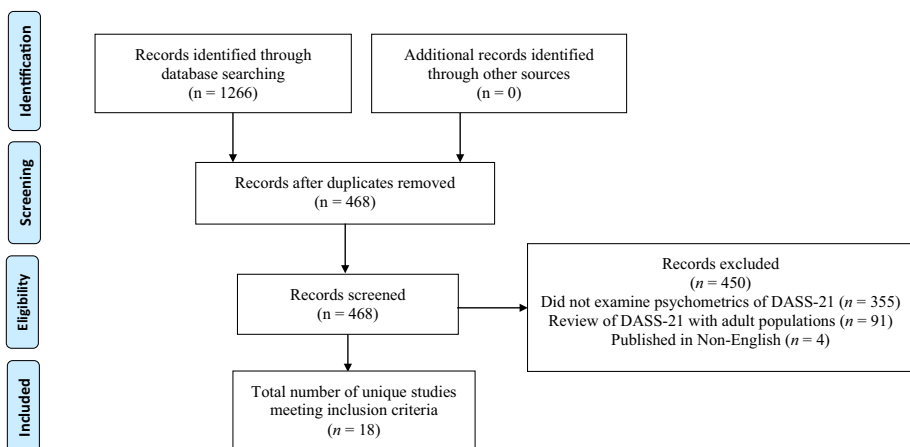 Identification
Records identified through
database searching
(n = 1266)
Additional records identified
through other sources
(n = 0)
Screening
Records after duplicates removed
(n = 468)
Eligibility
Records screened
(n = 468)
Records excluded
(n = 450)
Did not examine psychometrics of DASS-21 (n = 355)
Review of DASS-21 with adult populations (n = 91)
Published in Non-English (n = 4)
Included
Total number of unique studies
meeting inclusion criteria
(n = 18)